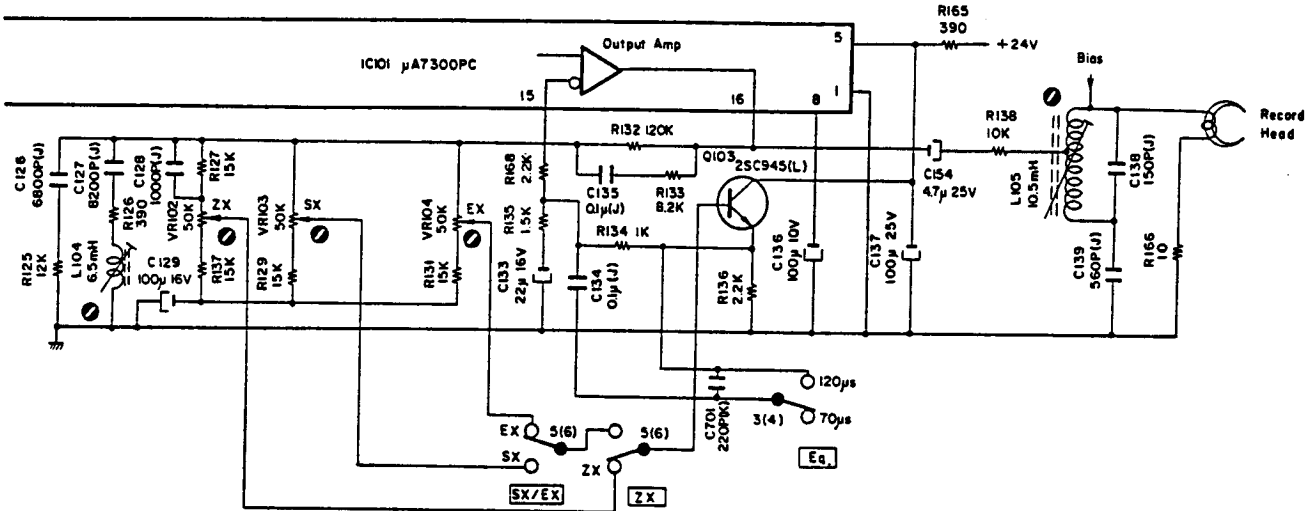 R165
390
+24V
5
Output Amp
IC101 μA7300PC
Bias
15
16
8
1
R138
10K
Record
Head
R132 120K
C126
6800P(J)
C127
8200P(J)
C128
1000P(J)
R127
15K
R168
2.2K
Q103
2SC945(L)
C154
4.7μ 25V
L105
10.5mH
C138
150P(J)
R126
390
VR102
50K
ZX
VR103
50K
SX
VR104
50K
EX
C135
0.1μ(J)
R133
8.2K
R125
12K
L104
6.5mH
C129
100μ 16V
R137
15K
R129
15K
R131
15K
R135
1.5K
C133
22μ 16V
R134 1K
C134
0.1μ(J)
R136
2.2K
C136
100μ 10V
C137
100μ 25V
C139
560P(J)
R166
10
C701
220P(K)
120μs
3(4)
70μs
EX
5(6)
5(6)
SX
ZX
Eq.
SX/EX
ZX